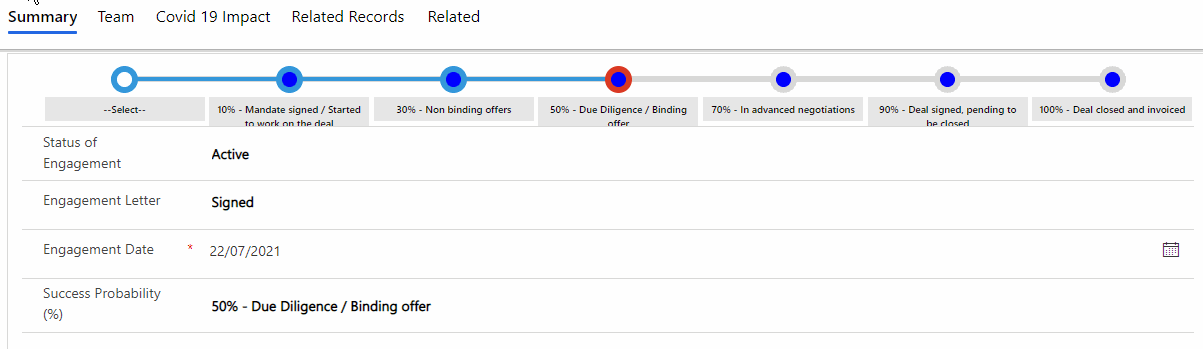 Summary Team Covid 19 Impact Related Records Related
--Select-- 10% - Mandate signed / Started 30% - Non binding offers 50% - Due Diligence / Binding 70% - In advanced negotiations 90% - Deal signed, pending to 100% - Deal closed and invoiced
to work on the deal offer be closed
Status of
Engagement Active
Engagement Letter Signed
Engagement Date * 22/07/2021
Success Probability
(%) 50% - Due Diligence / Binding offer